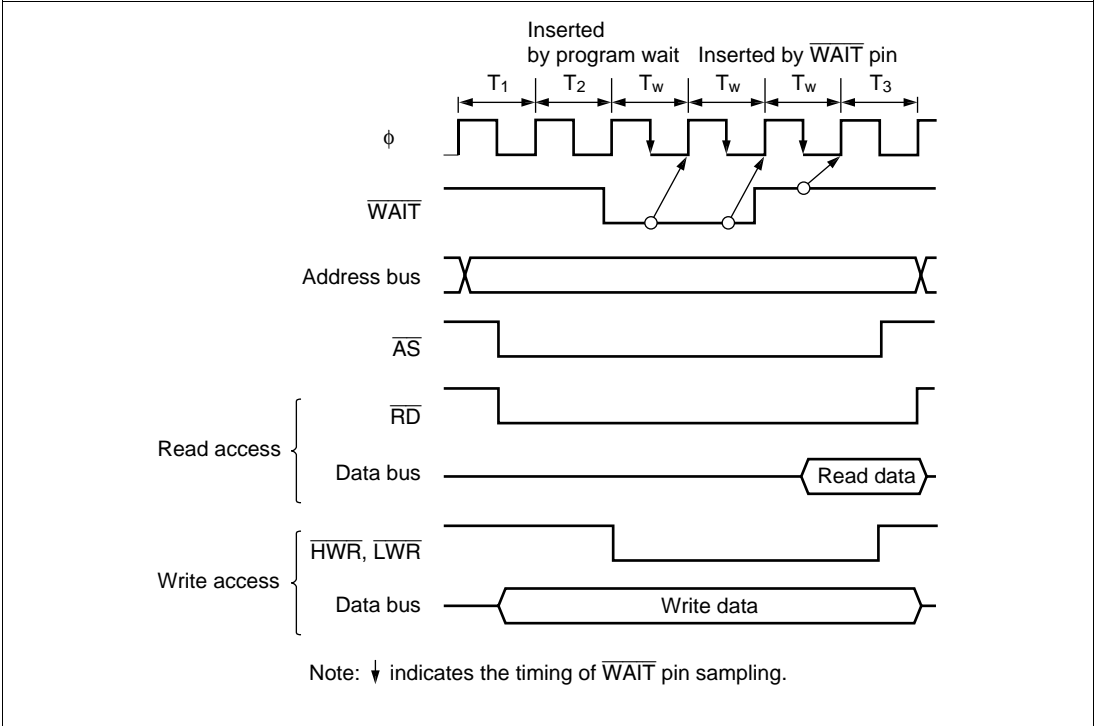 Inserted
by program wait Inserted by WAIT pin
T1 T2 Tw Tw Tw T3
ϕ
WAIT
Address bus
AS
RD
Read access
Data bus Read data
HWR, LWR
Write access
Data bus Write data
Note: ↓ indicates the timing of WAIT pin sampling.